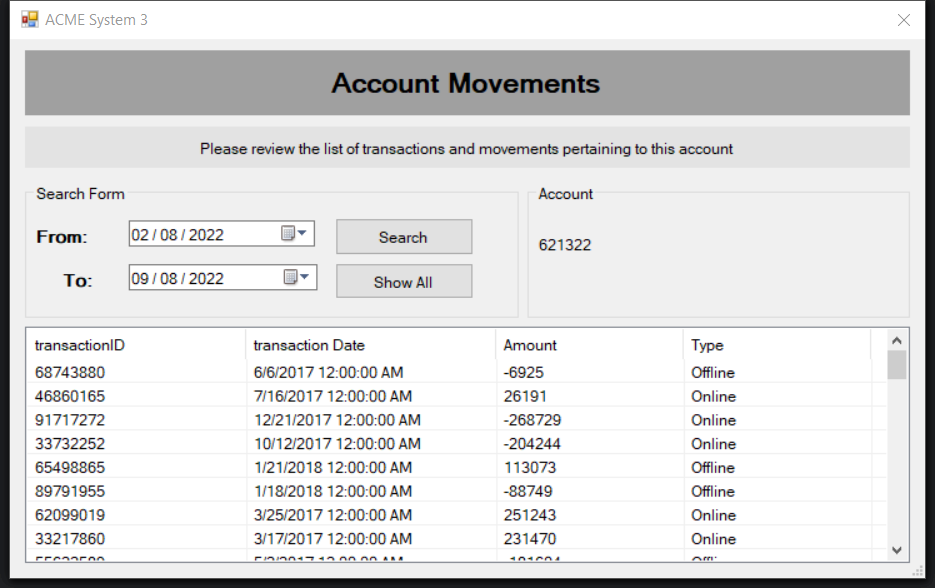 ACME System 3
Account Movements
Please review the list of transactions and movements pertaining to this account
Search Form
From: 02 / 08 / 2022 Search
To: 09 / 08 / 2022 Show All
Account
621322
transactionID transaction Date Amount Type
68743880 6/6/2017 12:00:00 AM -6925 Offline
46860165 7/16/2017 12:00:00 AM 26191 Online
91717272 12/21/2017 12:00:00 AM -268729 Online
33732252 10/12/2017 12:00:00 AM -204244 Online
65498865 1/21/2018 12:00:00 AM 113073 Offline
89791955 1/18/2018 12:00:00 AM -88749 Offline
62099019 3/25/2017 12:00:00 AM 251243 Online
33217860 3/17/2017 12:00:00 AM 231470 Online